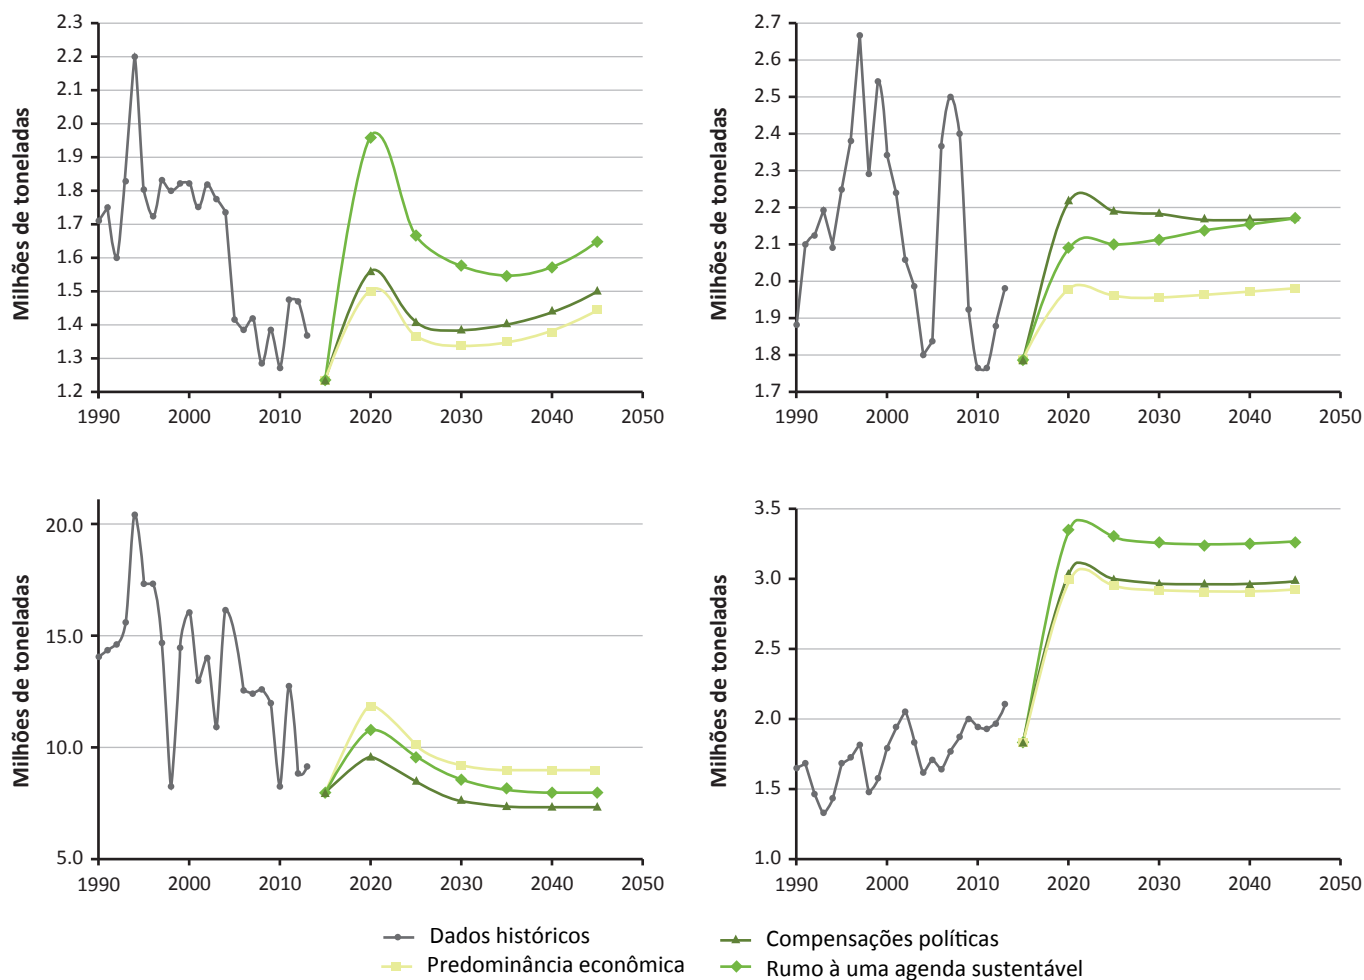 2.3
2.2
2.1
2.0
1.9
1.8
1.7
1.6
1.5
1.4
1.3
1.2
Milhões de toneladas
1990 2000 2010 2020 2030 2040 2050
2.7
2.6
2.5
2.4
2.3
2.2
2.1
2.0
1.9
1.8
1.7
Milhões de toneladas
1990 2000 2010 2020 2030 2040 2050
20.0
15.0
10.0
5.0
Milhões de toneladas
1990 2000 2010 2020 2030 2040 2050
3.5
3.0
2.5
2.0
1.5
1.0
Milhões de toneladas
1990 2000 2010 2020 2030 2040 2050
Dados históricos
Predominância econômica
Compensações políticas
Rumo à uma agenda sustentável